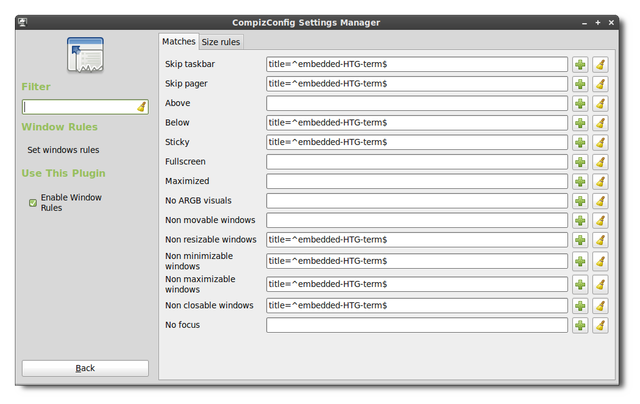 CompizConfig Settings Manager
Filter
Window Rules
Set windows rules
Use This Plugin
Enable Window
Rules
Back
Matches Size rules
Skip taskbar title=^embedded-HTG-term$
Skip pager title=^embedded-HTG-term$
Above
Below title=^embedded-HTG-term$
Sticky title=^embedded-HTG-term$
Fullscreen
Maximized
No ARGB visuals
Non movable windows
Non resizable windows title=^embedded-HTG-term$
Non minimizable
windows title=^embedded-HTG-term$
Non maximizable
windows title=^embedded-HTG-term$
Non closable windows title=^embedded-HTG-term$
No focus